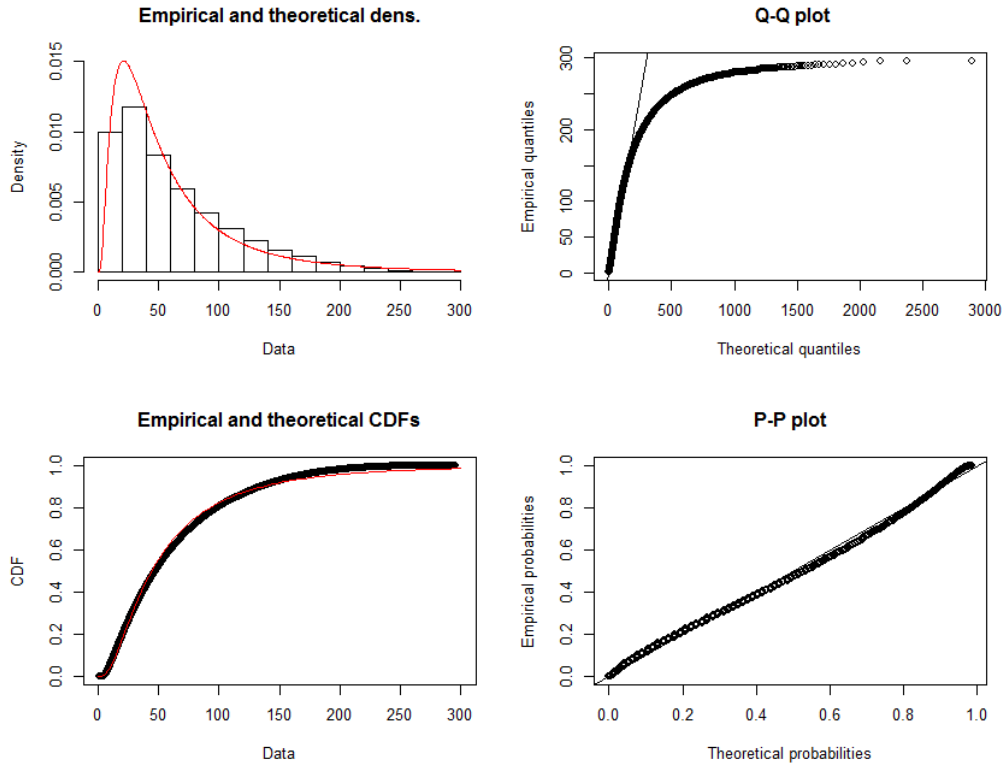 Empirical and theoretical dens.
Density
0.000 0.005 0.010 0.015
0 50 100 150 200 250 300
Data
Q-Q plot
Empirical quantiles
0 50 100 200 300
0 500 1000 1500 2000 2500 3000
Theoretical quantiles
Empirical and theoretical CDFs
CDF
0.0 0.2 0.4 0.6 0.8 1.0
0 50 100 150 200 250 300
Data
P-P plot
Empirical probabilities
0.0 0.2 0.4 0.6 0.8 1.0
0.0 0.2 0.4 0.6 0.8 1.0
Theoretical probabilities